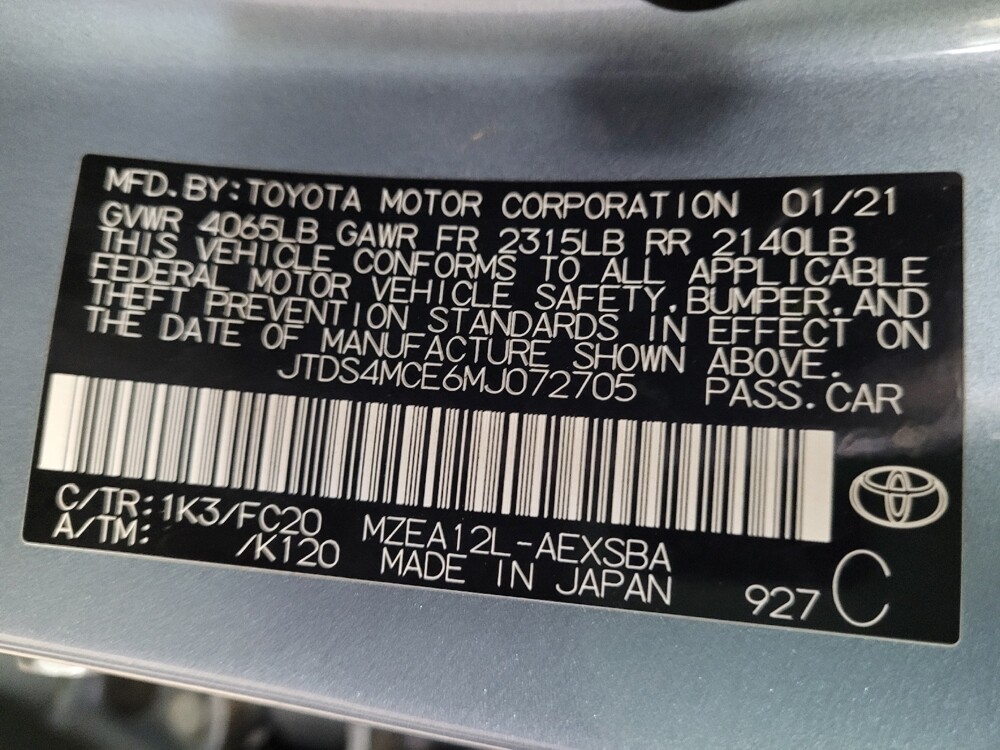 MFD. BY: TOYOTA MOTOR CORPORATION 01/21
GVWR 4065LB GAWR FR 2315LB RR 2140LB
THIS VEHICLE CONFORMS TO ALL APPLICABLE
FEDERAL MOTOR VEHICLE SAFETY, BUMPER, AND
THEFT PREVENTION STANDARDS IN EFFECT ON
THE DATE OF MANUFACTURE SHOWN ABOVE.
JTDS4MCE6MJ072705 PASS. CAR
C/TR: 1K3/FC20 MZEA12L-AEXSBA
A/TM: /K120 MADE IN JAPAN 927 C